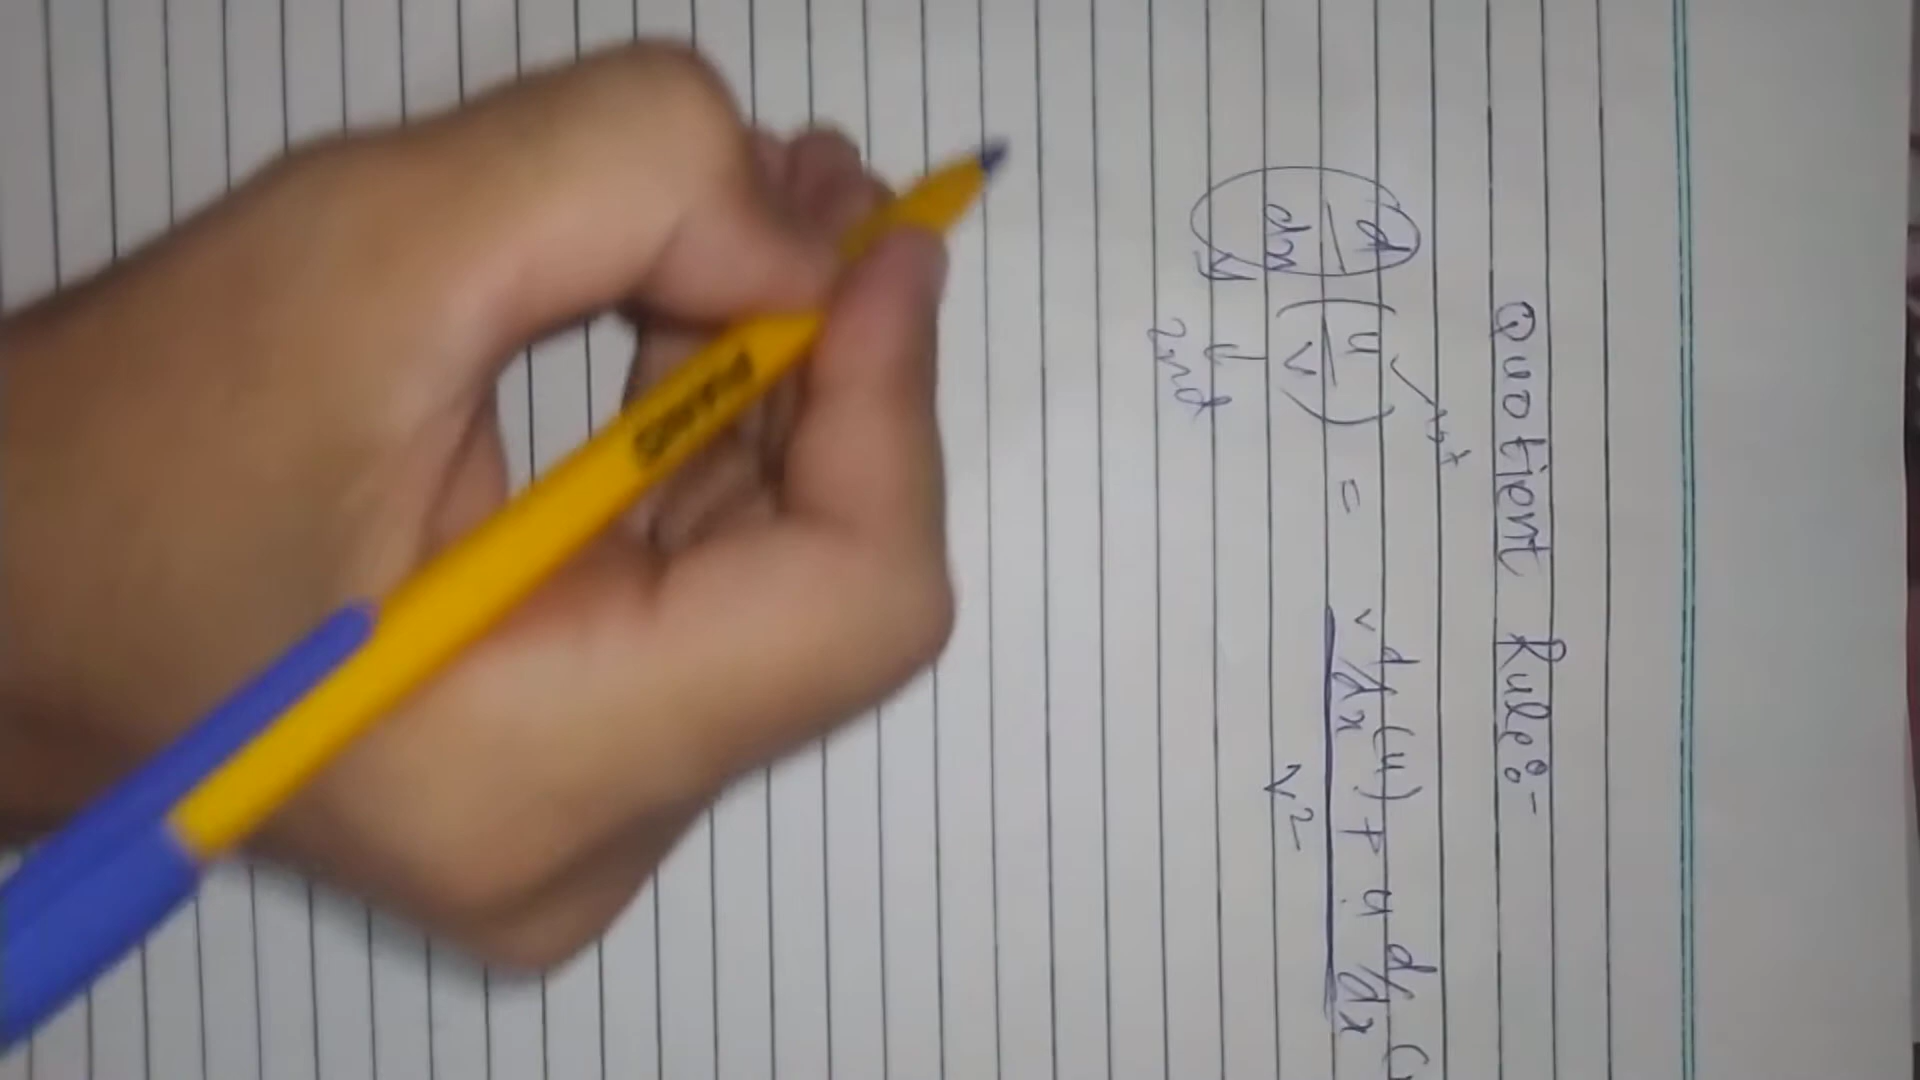 Quotient Rule:-
1st
d/dx (u/v) = v d/dx (u) + u d/dx (
v²
2nd